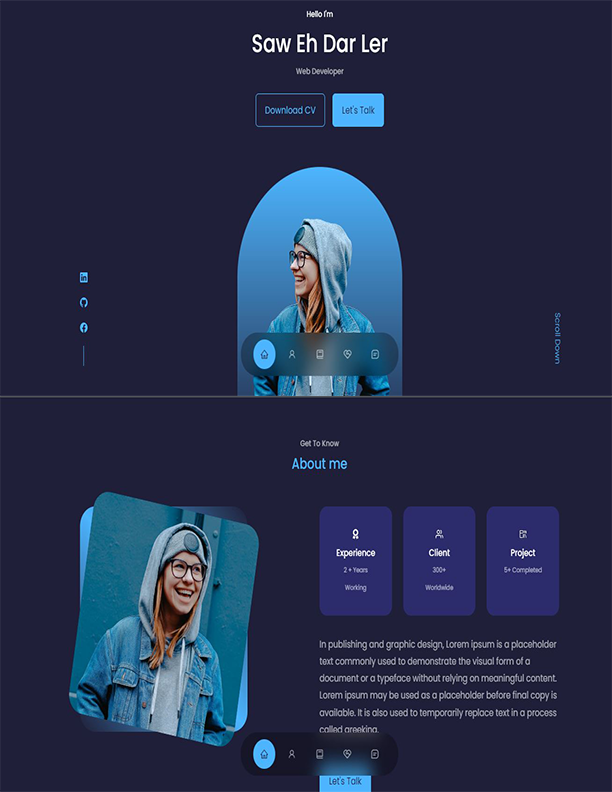 Hello I'm
Saw Eh Dar Ler
Web Developer
Download CV
Let's Talk
Scroll Down
Get To Know
About me
Experience
2 + Years
Working
Client
300+
Worldwide
Project
5+ Completed
In publishing and graphic design, Lorem ipsum is a placeholder
text commonly used to demonstrate the visual form of a
document or a typeface without relying on meaningful content.
Lorem ipsum may be used as a placeholder before final copy is
available. It is also used to temporarily replace text in a process
called greeking.
Let's Talk